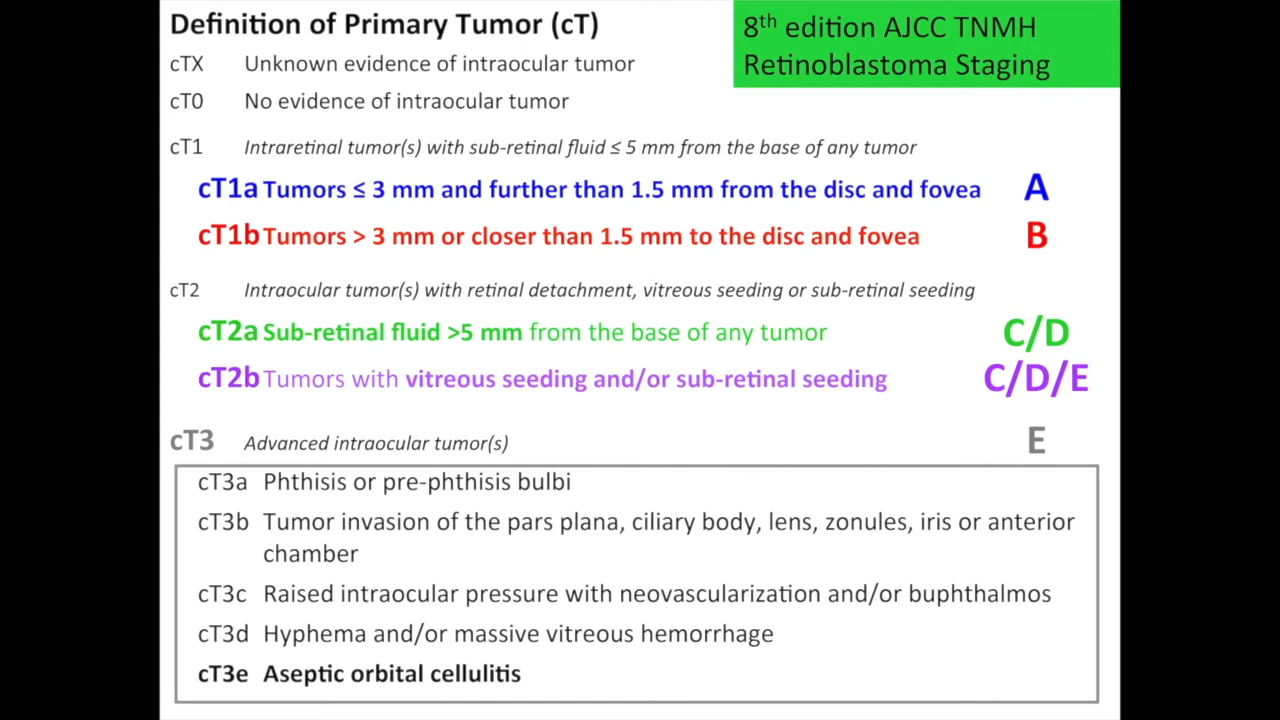 Definition of Primary Tumor (cT)
8th edition AJCC TNMH
Retinoblastoma Staging
cTX Unknown evidence of intraocular tumor
cT0 No evidence of intraocular tumor
cT1 Intraretinal tumor(s) with sub-retinal fluid ≤ 5 mm from the base of any tumor
cT1a Tumors ≤ 3 mm and further than 1.5 mm from the disc and fovea A
cT1b Tumors > 3 mm or closer than 1.5 mm to the disc and fovea B
cT2 Intraocular tumor(s) with retinal detachment, vitreous seeding or sub-retinal seeding
cT2a Sub-retinal fluid >5 mm from the base of any tumor C/D
cT2b Tumors with vitreous seeding and/or sub-retinal seeding C/D/E
cT3 Advanced intraocular tumor(s) E
cT3a Phthisis or pre-phthisis bulbi
cT3b Tumor invasion of the pars plana, ciliary body, lens, zonules, iris or anterior
chamber
cT3c Raised intraocular pressure with neovascularization and/or buphthalmos
cT3d Hyphema and/or massive vitreous hemorrhage
cT3e Aseptic orbital cellulitis